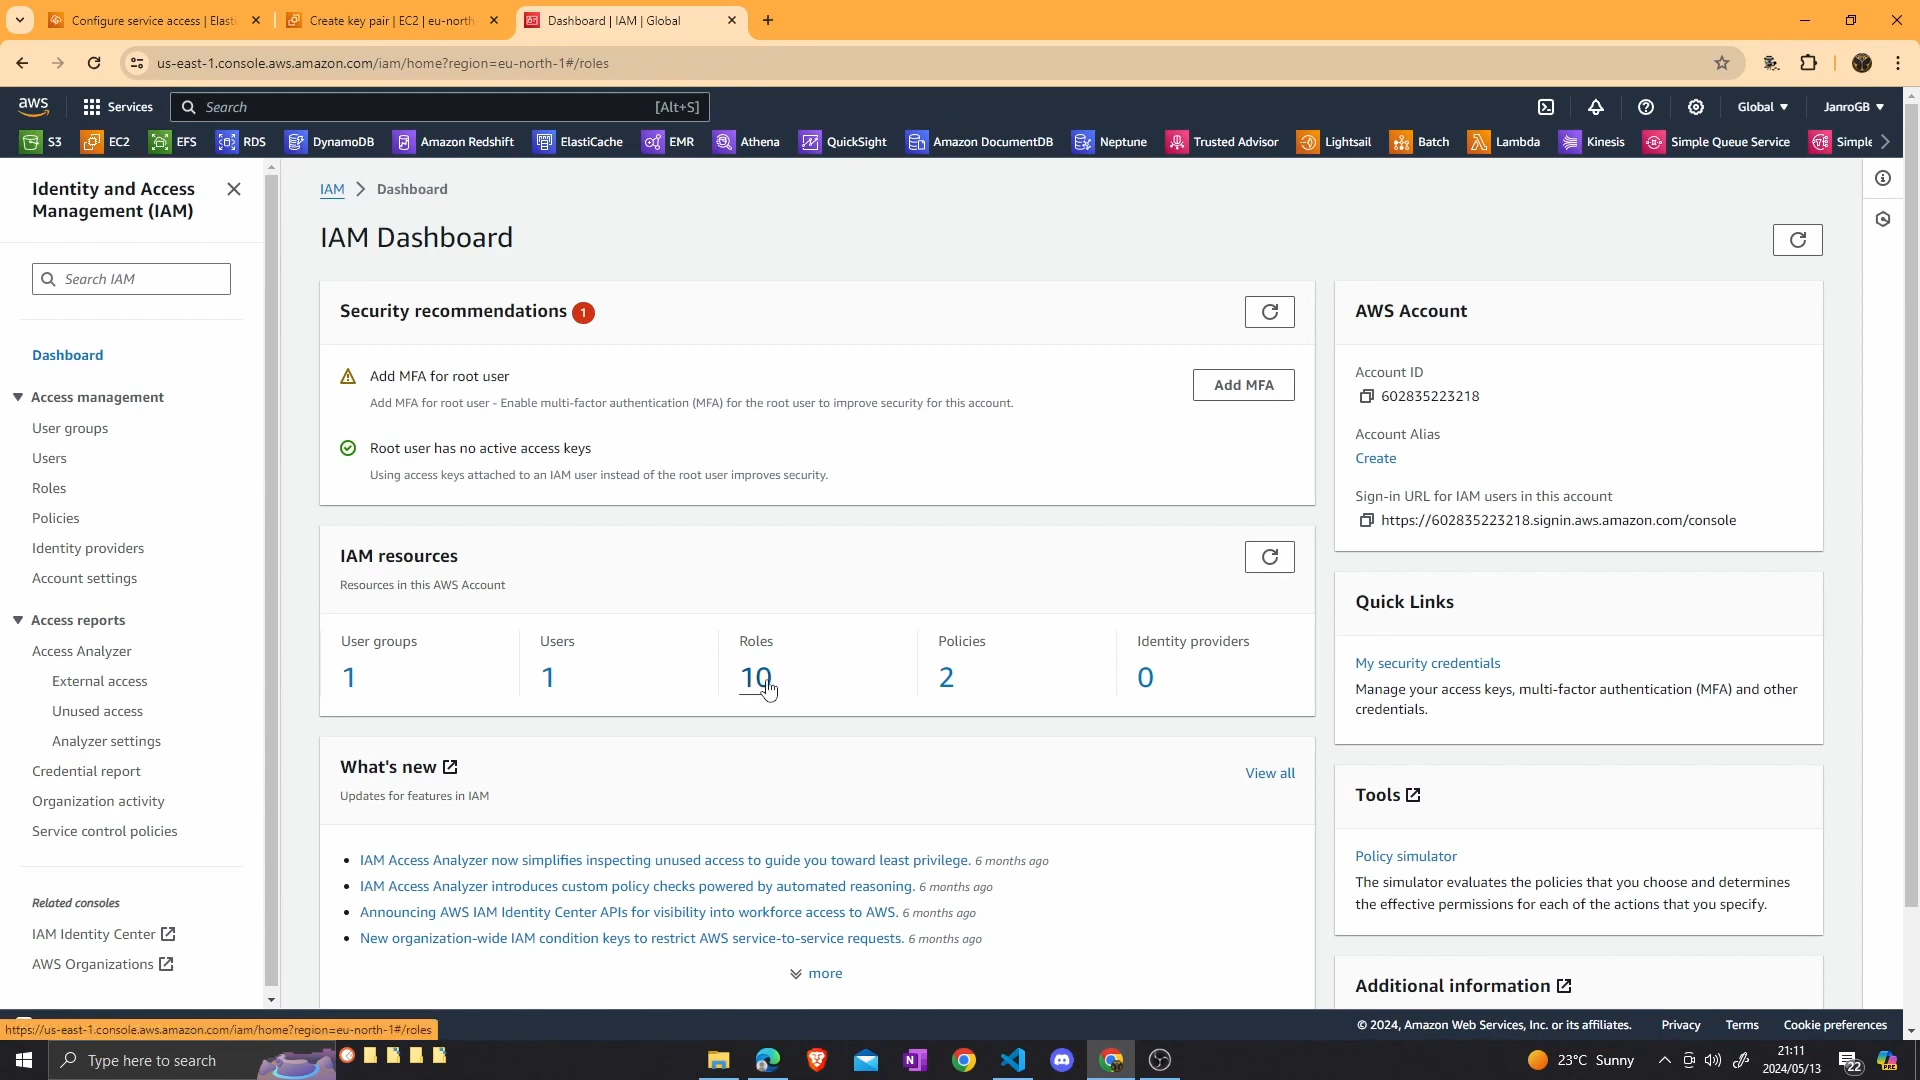 Configure service access | Elasti
Create key pair | EC2 | eu-north-
Dashboard | IAM | Global
us-east-1.console.aws.amazon.com/iam/home?region=eu-north-1#/roles
aws
Services
Search
[Alt+S]
Global
JanroGB
S3
EC2
EFS
RDS
DynamoDB
Amazon Redshift
ElastiCache
EMR
Athena
QuickSight
Amazon DocumentDB
Neptune
Trusted Advisor
Lightsail
Batch
Lambda
Kinesis
Simple Queue Service
Simple
Identity and Access
Management (IAM)
Search IAM
Dashboard
Access management
User groups
Users
Roles
Policies
Identity providers
Account settings
Access reports
Access Analyzer
External access
Unused access
Analyzer settings
Credential report
Organization activity
Service control policies
Related consoles
IAM Identity Center
AWS Organizations
IAM > Dashboard
IAM Dashboard
Security recommendations 1
Add MFA for root user
Add MFA for root user - Enable multi-factor authentication (MFA) for the root user to improve security for this account.
Add MFA
Root user has no active access keys
Using access keys attached to an IAM user instead of the root user improves security.
IAM resources
Resources in this AWS Account
User groups
1
Users
1
Roles
10
Policies
2
Identity providers
0
What's new
View all
Updates for features in IAM
IAM Access Analyzer now simplifies inspecting unused access to guide you toward least privilege. 6 months ago
IAM Access Analyzer introduces custom policy checks powered by automated reasoning. 6 months ago
Announcing AWS IAM Identity Center APIs for visibility into workforce access to AWS. 6 months ago
New organization-wide IAM condition keys to restrict AWS service-to-service requests. 6 months ago
more
AWS Account
Account ID
602835223218
Account Alias
Create
Sign-in URL for IAM users in this account
https://602835223218.signin.aws.amazon.com/console
Quick Links
My security credentials
Manage your access keys, multi-factor authentication (MFA) and other
credentials.
Tools
Policy simulator
The simulator evaluates the policies that you choose and determines
the effective permissions for each of the actions that you specify.
Additional information
https://us-east-1.console.aws.amazon.com/iam/home?region=eu-north-1#/roles
© 2024, Amazon Web Services, Inc. or its affiliates.
Privacy
Terms
Cookie preferences
Type here to search
23°C Sunny
21:11
2024/05/13
22